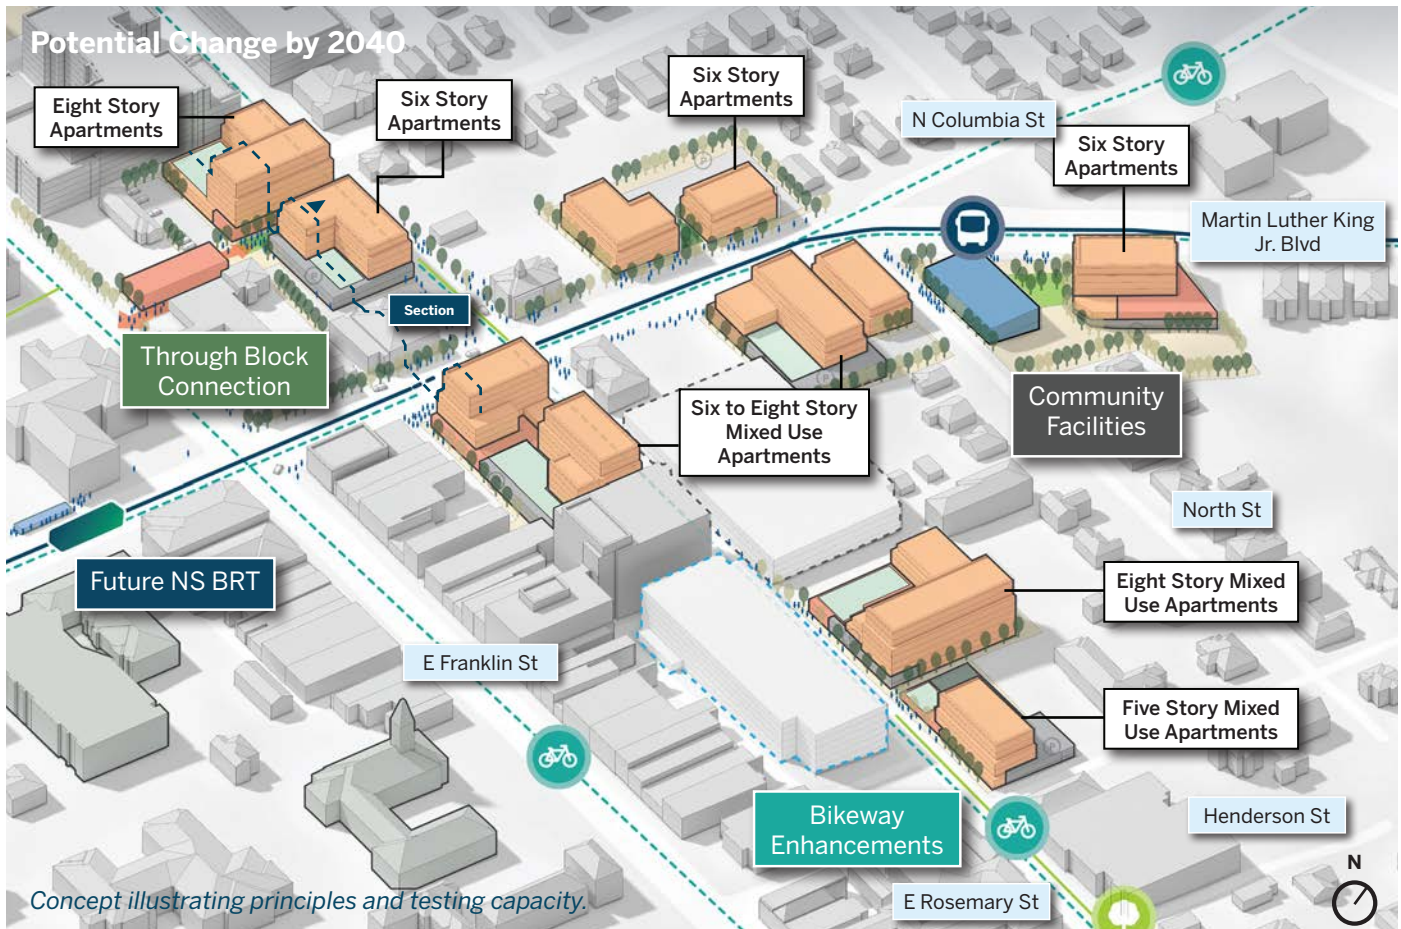 Potential Change by 2040
Eight Story
Apartments
Six Story
Apartments
Six Story
Apartments
N Columbia St
Six Story
Apartments
Martin Luther King
Jr. Blvd
P
P
Section
Through Block
Connection
P
Six to Eight Story
Mixed Use
Apartments
Community
Facilities
North St
Future NS BRT
Eight Story Mixed
Use Apartments
E Franklin St
Five Story Mixed
Use Apartments
P
Bikeway
Enhancements
Henderson St
N
Concept illustrating principles and testing capacity.
E Rosemary St